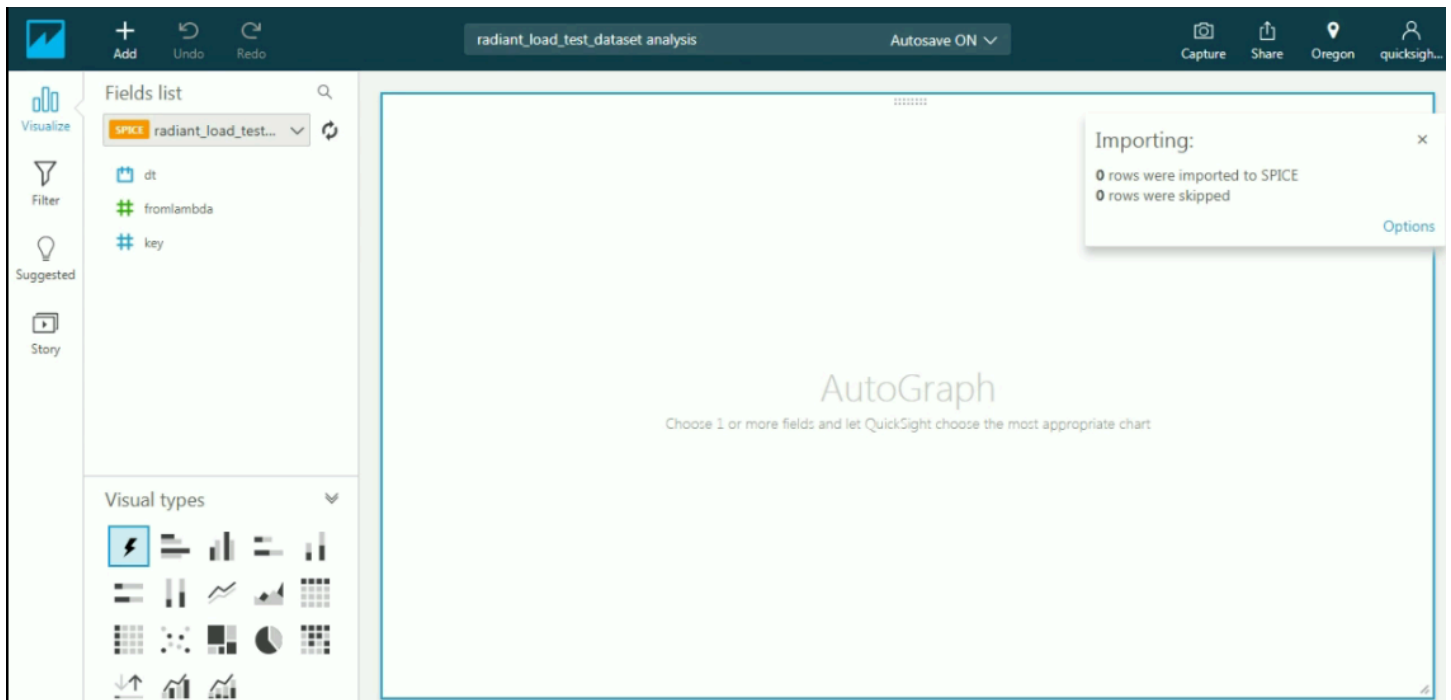 Add
Undo
Redo
radiant_load_test_dataset analysis
Autosave ON
Capture
Share
Oregon
quicksigh...
Visualize
Filter
Suggested
Story
Fields list
SPICE radiant_load_test...
dt
fromlambda
key
Importing:
0 rows were imported to SPICE
0 rows were skipped
Options
AutoGraph
Choose 1 or more fields and let QuickSight choose the most appropriate chart
Visual types